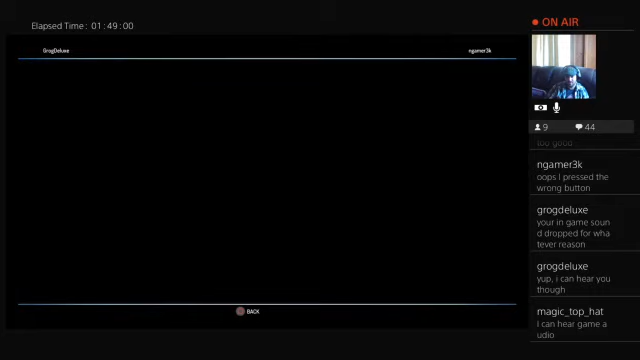 Elapsed Time: 01:49:00
ON AIR
GrogDeluxe
ngamer3k
9
44
too good
ngamer3k
oops I pressed the
wrong button
grogdeluxe
your in game soun
d dropped for wha
tever reason
grogdeluxe
yup, i can hear you
though
magic_top_hat
I can hear game a
udio
BACK